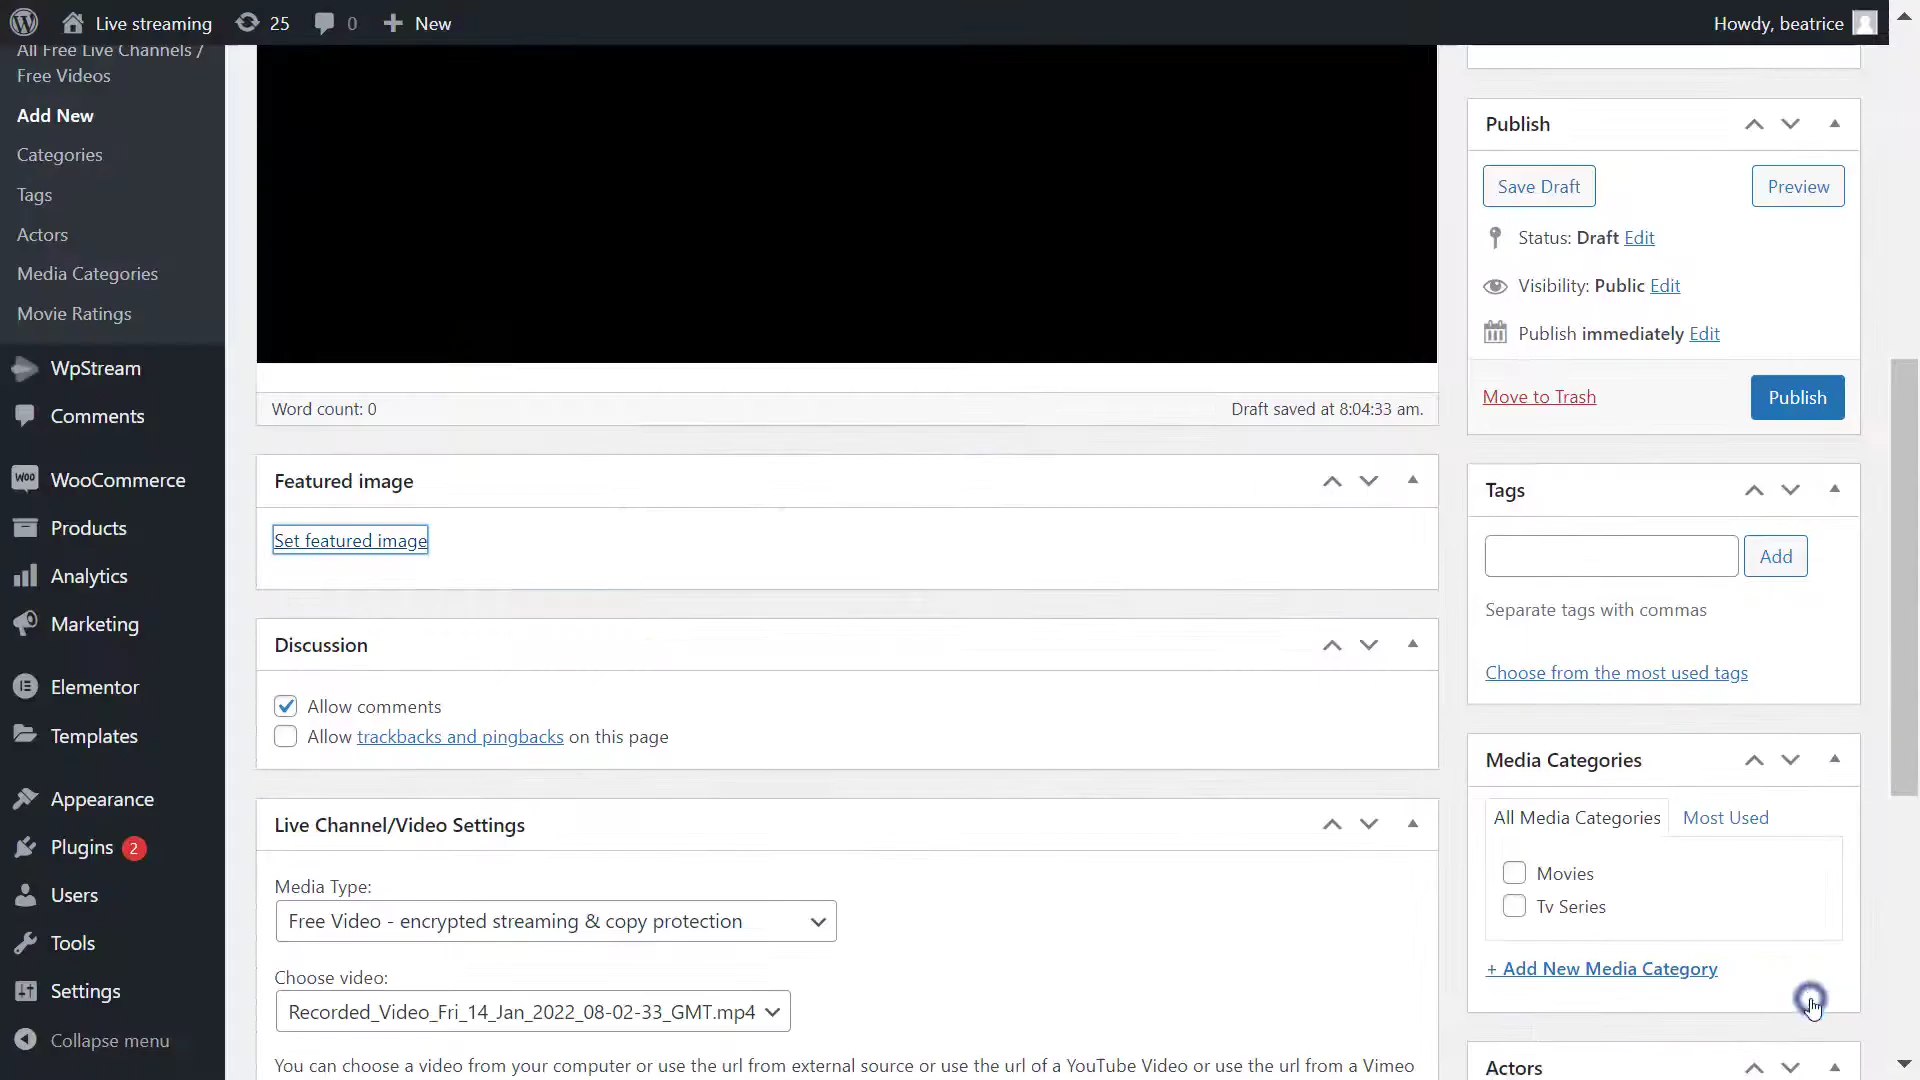 Live streaming
25
0
New
Howdy, beatrice
All Free Live Channels /
Free Videos
Add New
Categories
Tags
Actors
Media Categories
Movie Ratings
WpStream
Comments
WOO
WooCommerce
Products
Analytics
Marketing
Elementor
Templates
Appearance
Plugins 2
Users
Tools
Settings
Collapse menu
Word count: 0
Draft saved at 8:04:33 am.
Featured image
Set featured image
Discussion
Allow comments
Allow trackbacks and pingbacks on this page
Live Channel/Video Settings
Media Type:
Free Video - encrypted streaming & copy protection
Choose video:
Recorded_Video_Fri_14_Jan_2022_08-02-33_GMT.mp4
You can choose a video from your computer or use the url from external source or use the url of a YouTube Video or use the url from a Vimeo
Publish
Save Draft
Preview
Status: Draft Edit
Visibility: Public Edit
Publish immediately Edit
Move to Trash
Publish
Tags
Add
Separate tags with commas
Choose from the most used tags
Media Categories
All Media Categories
Most Used
Movies
Tv Series
+ Add New Media Category
Actors